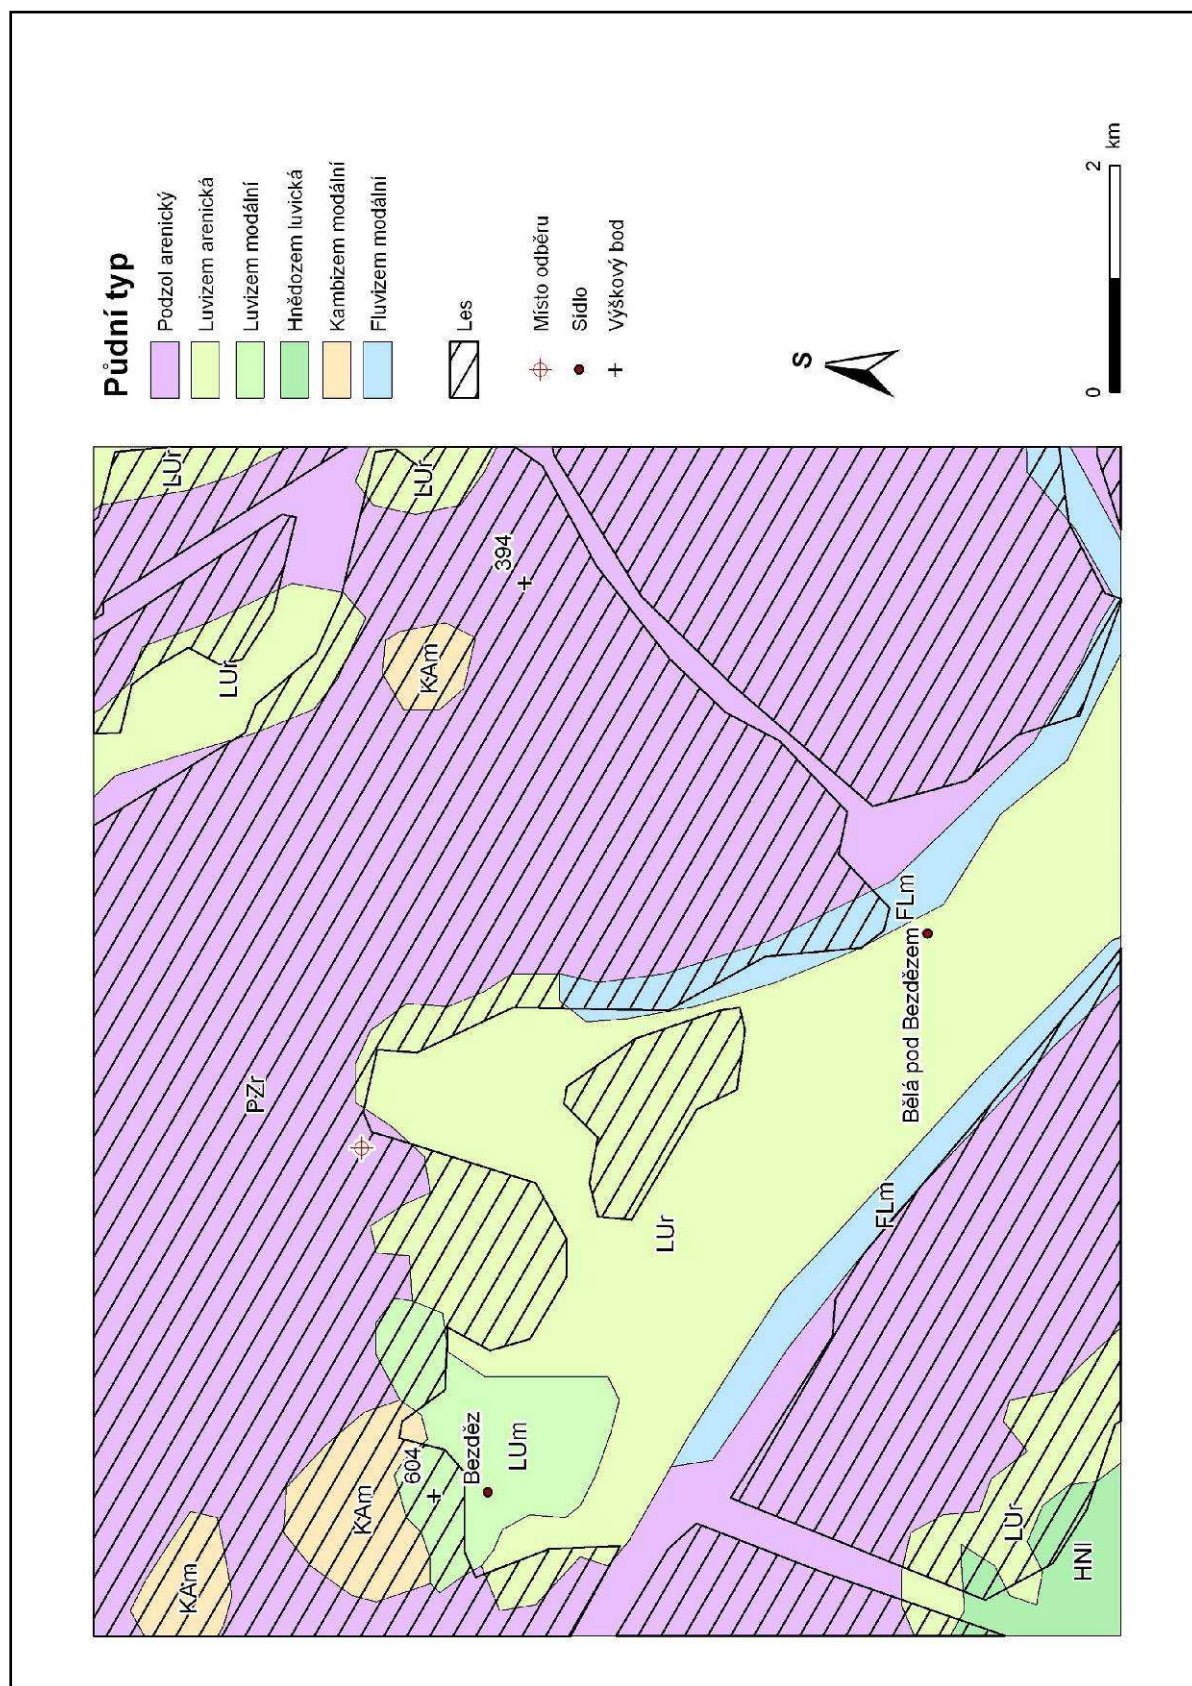 Půdní typ
Podzol arenický
Luvizem arenická
Luvizem modální
Hnědozem luvická
Kambizem modální
Fluvizem modální
Les
Místo odběru
Sídlo
Výškový bod
S
0 2
km
KAm
KAm
604
Bezděz
LUm
PZr
LUr
LUr
LUr
LUr
KAm
394
LUr
HNl
FLm
Bělá pod Bezdězem
FLm